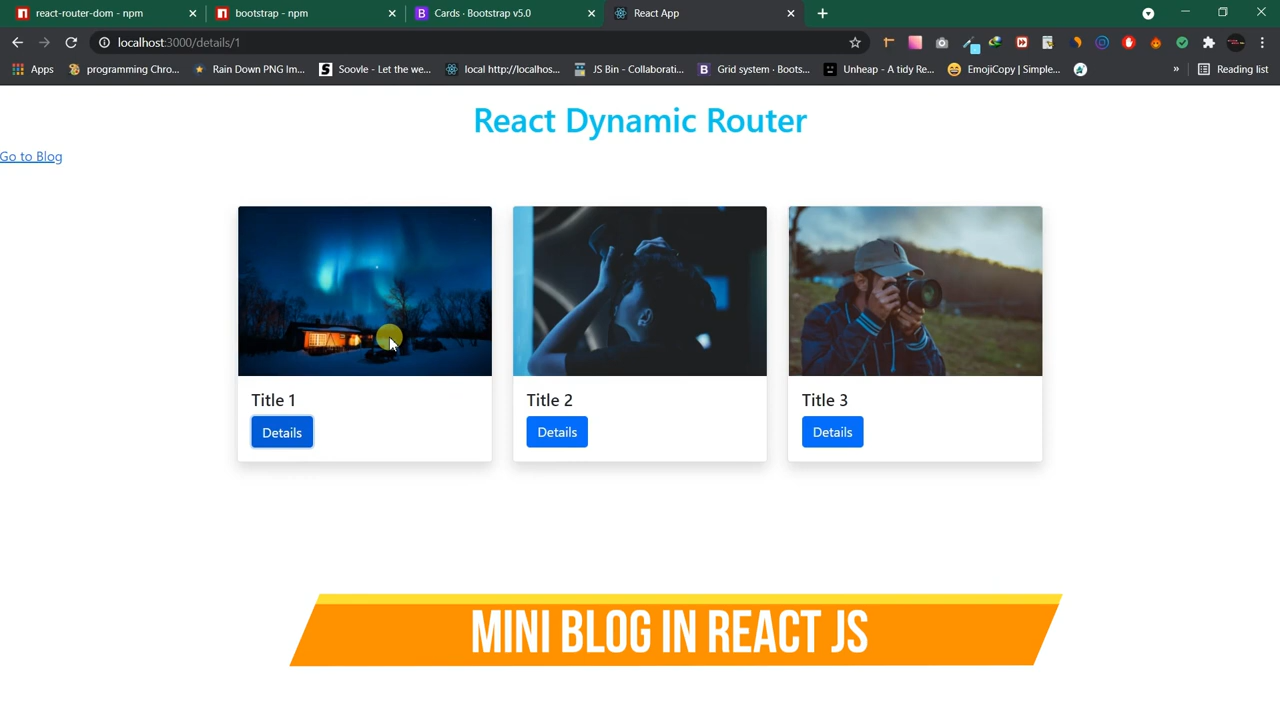 react-router-dom - npm
bootstrap - npm
Cards · Bootstrap v5.0
React App
localhost:3000/details/1
Apps
programming Chro...
Rain Down PNG Im...
Soovle - Let the we...
local http://localhos...
JS Bin - Collaborati...
Grid system · Boots...
Unheap - A tidy Re...
EmojiCopy | Simple...
»
Reading list
React Dynamic Router
Go to Blog
Title 1
Details
Title 2
Details
Title 3
Details
MINI BLOG IN REACT JS